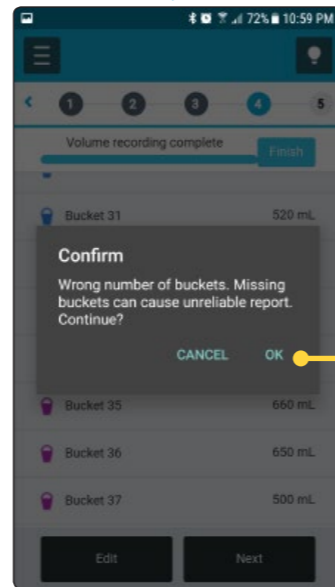 72% 10:59 PM
1 2 3 4 5
Volume recording complete
Finish
Bucket 31 520 mL
Confirm
Wrong number of buckets. Missing
buckets can cause unreliable report.
Continue?
CANCEL OK
Bucket 35 660 mL
Bucket 36 650 mL
Bucket 37 500 mL
Edit Next